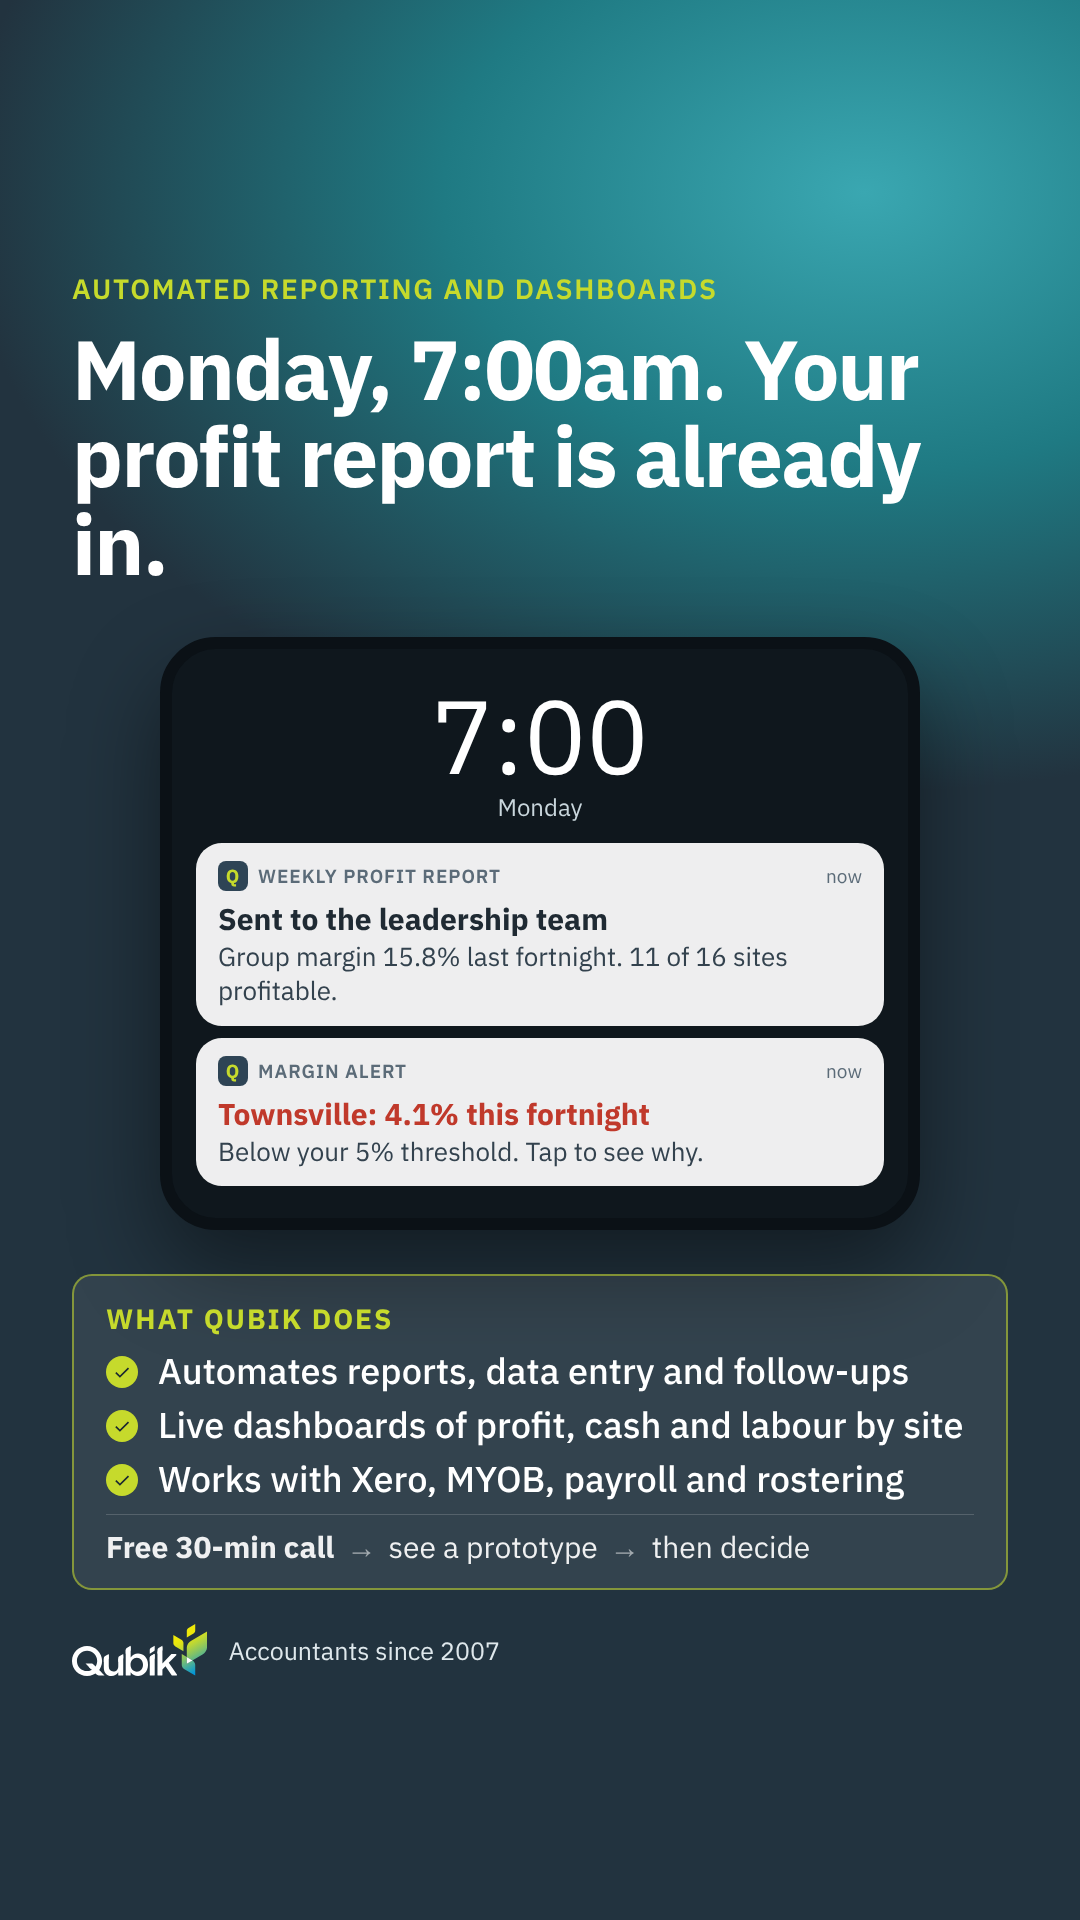 AUTOMATED REPORTING AND DASHBOARDS
Monday, 7:00am. Your
profit report is already
in.
7:00
Monday
Q WEEKLY PROFIT REPORT now
Sent to the leadership team
Group margin 15.8% last fortnight. 11 of 16 sites
profitable.
Q MARGIN ALERT now
Townsville: 4.1% this fortnight
Below your 5% threshold. Tap to see why.
WHAT QUBIK DOES
Automates reports, data entry and follow-ups
Live dashboards of profit, cash and labour by site
Works with Xero, MYOB, payroll and rostering
Free 30-min call → see a prototype → then decide
Qubik Accountants since 2007